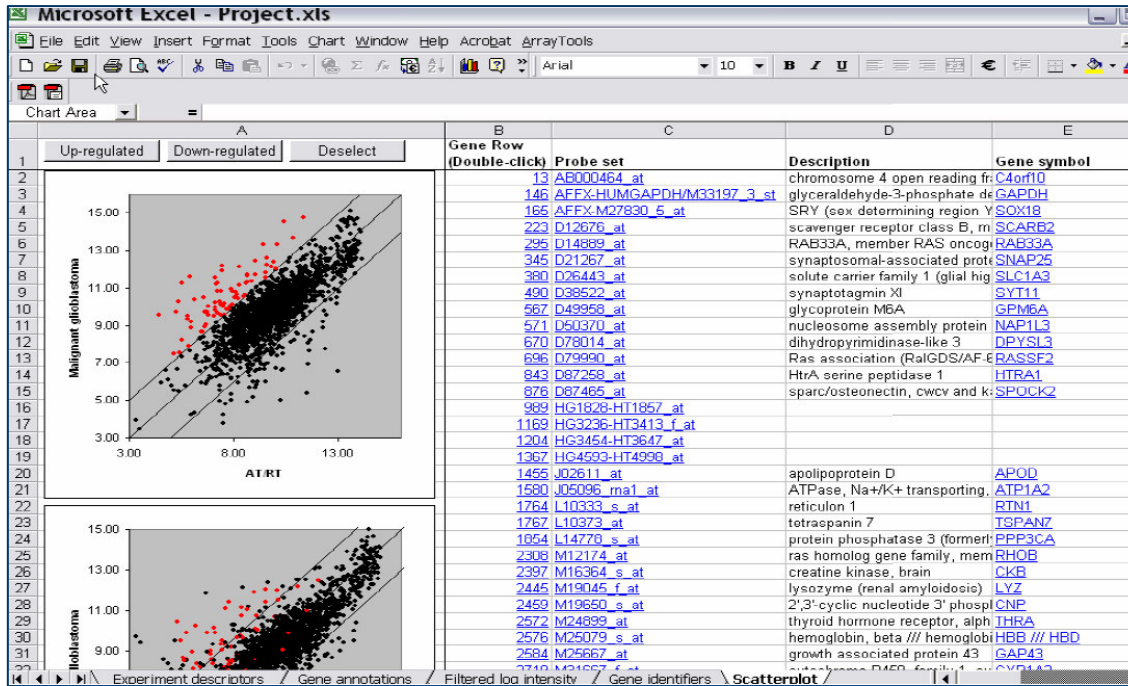 Microsoft Excel - Project.xls
File Edit View Insert Format Tools Chart Window Help Acrobat ArrayTools
Arial 10 B I U €
Chart Area =
A B C D E
Up-regulated Down-regulated Deselect
1 Gene Row (Double-click) Probe set Description Gene symbol
2 13 AB000464_at chromosome 4 open reading fr C4orf10
3 146 AFFX-HUMGAPDH/M33197_3_st glyceraldehyde-3-phosphate de GAPDH
4 165 AFFX-M27830_5_at SRY (sex determining region Y SOX18
5 223 D12676_at scavenger receptor class B, m SCARB2
6 295 D14889_at RAB33A, member RAS oncog RAB33A
7 345 D21267_at synaptosomal-associated prote SNAP25
8 380 D26443_at solute carrier family 1 (glial hig SLC1A3
9 490 D38522_at synaptotagmin XI SYT11
10 567 D49958_at glycoprotein M6A GPM6A
11 571 D50370_at nucleosome assembly protein NAP1L3
12 670 D78014_at dihydropyrimidinase-like 3 DPYSL3
13 696 D79990_at Ras association (RalGDS/AF-6 RASSF2
14 843 D87258_at HtrA serine peptidase 1 HTRA1
15 876 D87465_at sparc/osteonectin, cwcv and k SPOCK2
16 989 HG1828-HT1857_at
17 1169 HG3236-HT3413_f_at
18 1204 HG3454-HT3647_at
19 1367 HG4593-HT4998_at
20 1455 J02611_at apolipoprotein D APOD
21 1580 J05096_rna1_at ATPase, Na+/K+ transporting, ATP1A2
22 1764 L10333_s_at reticulon 1 RTN1
23 1767 L10373_at tetraspanin 7 TSPAN7
24 1854 L14778_s_at protein phosphatase 3 (formerly PPP3CA
25 2308 M12174_at ras homolog gene family, mem RHOB
26 2397 M16364_s_at creatine kinase, brain CKB
27 2445 M19045_f_at lysozyme (renal amyloidosis) LYZ
28 2459 M19650_s_at 2',3'-cyclic nucleotide 3' phospl CNP
29 2572 M24899_at thyroid hormone receptor, alph THRA
30 2576 M25079_s_at hemoglobin, beta /// hemoglobi HBB /// HBD
31 2584 M25667_at growth associated protein 43 GAP43
15.00
13.00
11.00
9.00
7.00
5.00
3.00
Malignant glioblastoma
3.00 8.00 13.00
AT/RT
15.00
13.00
11.00
9.00
Experiment descriptors / Gene annotations / Filtered log intensity / Gene identifiers \ Scatterplot /